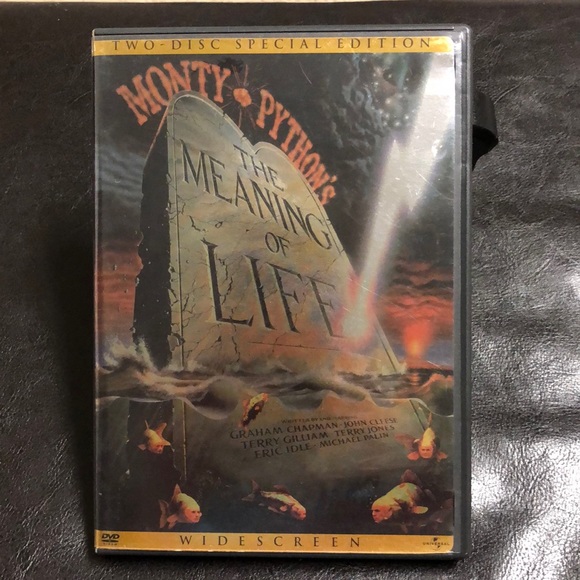 TWO-DISC SPECIAL EDITION
MONTY PYTHON'S
THE
MEANING
OF
LIFE
GRAHAM CHAPMAN · JOHN CLEESE
TERRY GILLIAM · TERRY JONES
ERIC IDLE · MICHAEL PALIN
WIDESCREEN
DVD
UNIVERSAL